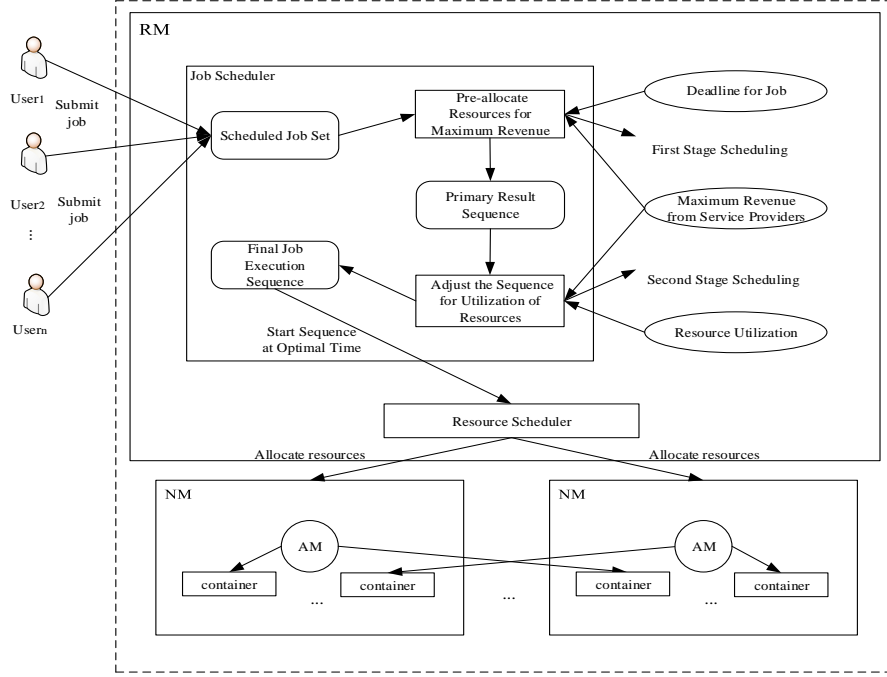 RM
Job Scheduler
User1
Submit
job
User2
Submit
job
...
Usern
Scheduled Job Set
Pre-allocate
Resources for
Maximum Revenue
Deadline for Job
First Stage Scheduling
Primary Result
Sequence
Maximum Revenue
from Service Providers
Final Job
Execution
Sequence
Adjust the Sequence
for Utilization of
Resources
Second Stage Scheduling
Resource Utilization
Start Sequence
at Optimal Time
Resource Scheduler
Allocate resources
Allocate resources
NM
AM
container
...
container
...
NM
AM
container
...
container